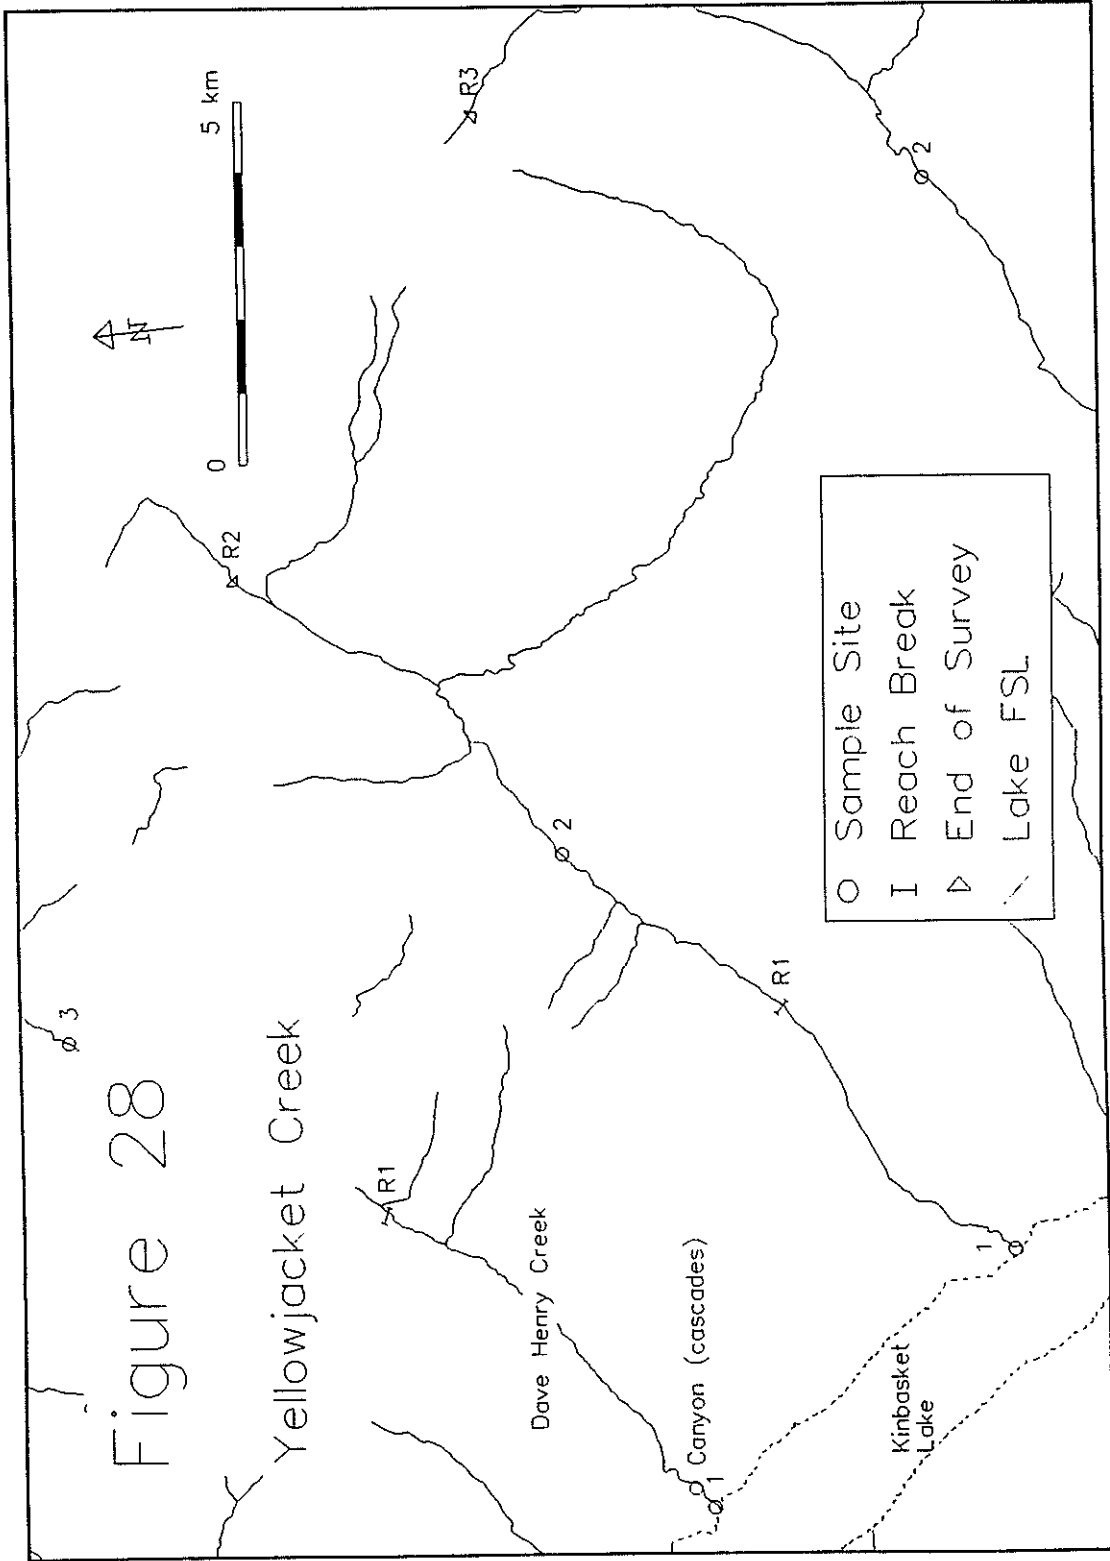 Figure 28
Yellowjacket Creek
3
N
0
5 km
R2
R3
R1
Dave Henry Creek
2
2
Canyon (cascades)
1
R1
1
Kinbasket
Lake
Sample Site
Reach Break
End of Survey
Lake FSL